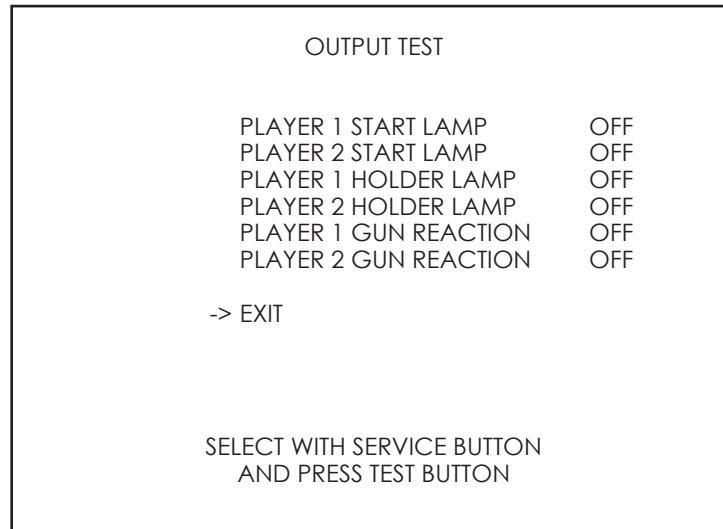 OUTPUT TEST
PLAYER 1 START LAMP OFF
PLAYER 2 START LAMP OFF
PLAYER 1 HOLDER LAMP OFF
PLAYER 2 HOLDER LAMP OFF
PLAYER 1 GUN REACTION OFF
PLAYER 2 GUN REACTION OFF
-> EXIT
SELECT WITH SERVICE BUTTON
AND PRESS TEST BUTTON